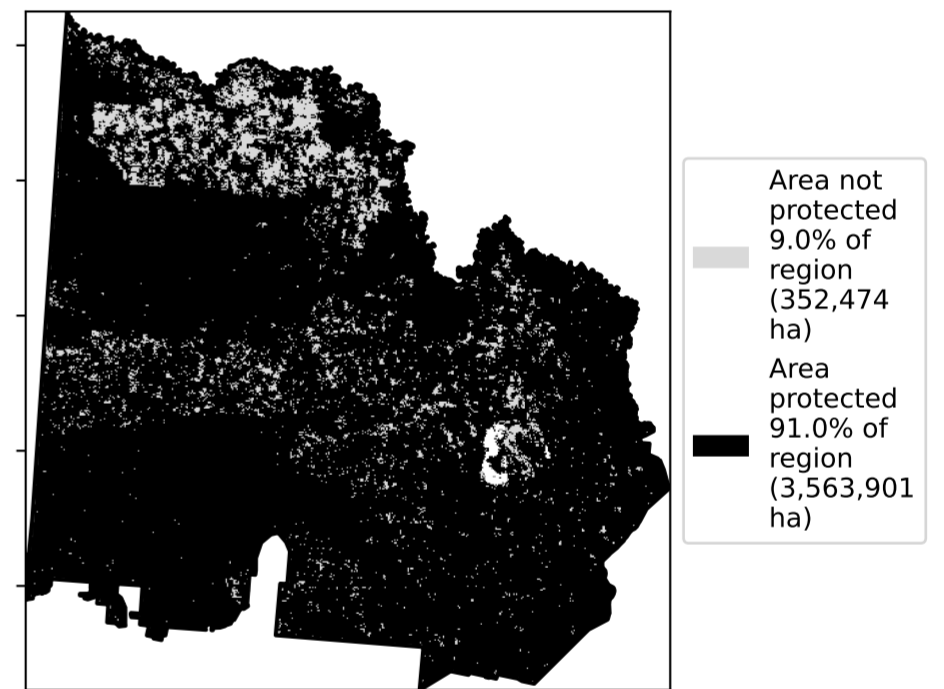 Area not
protected
9.0% of
region
(352,474
ha)
Area
protected
91.0% of
region
(3,563,901
ha)